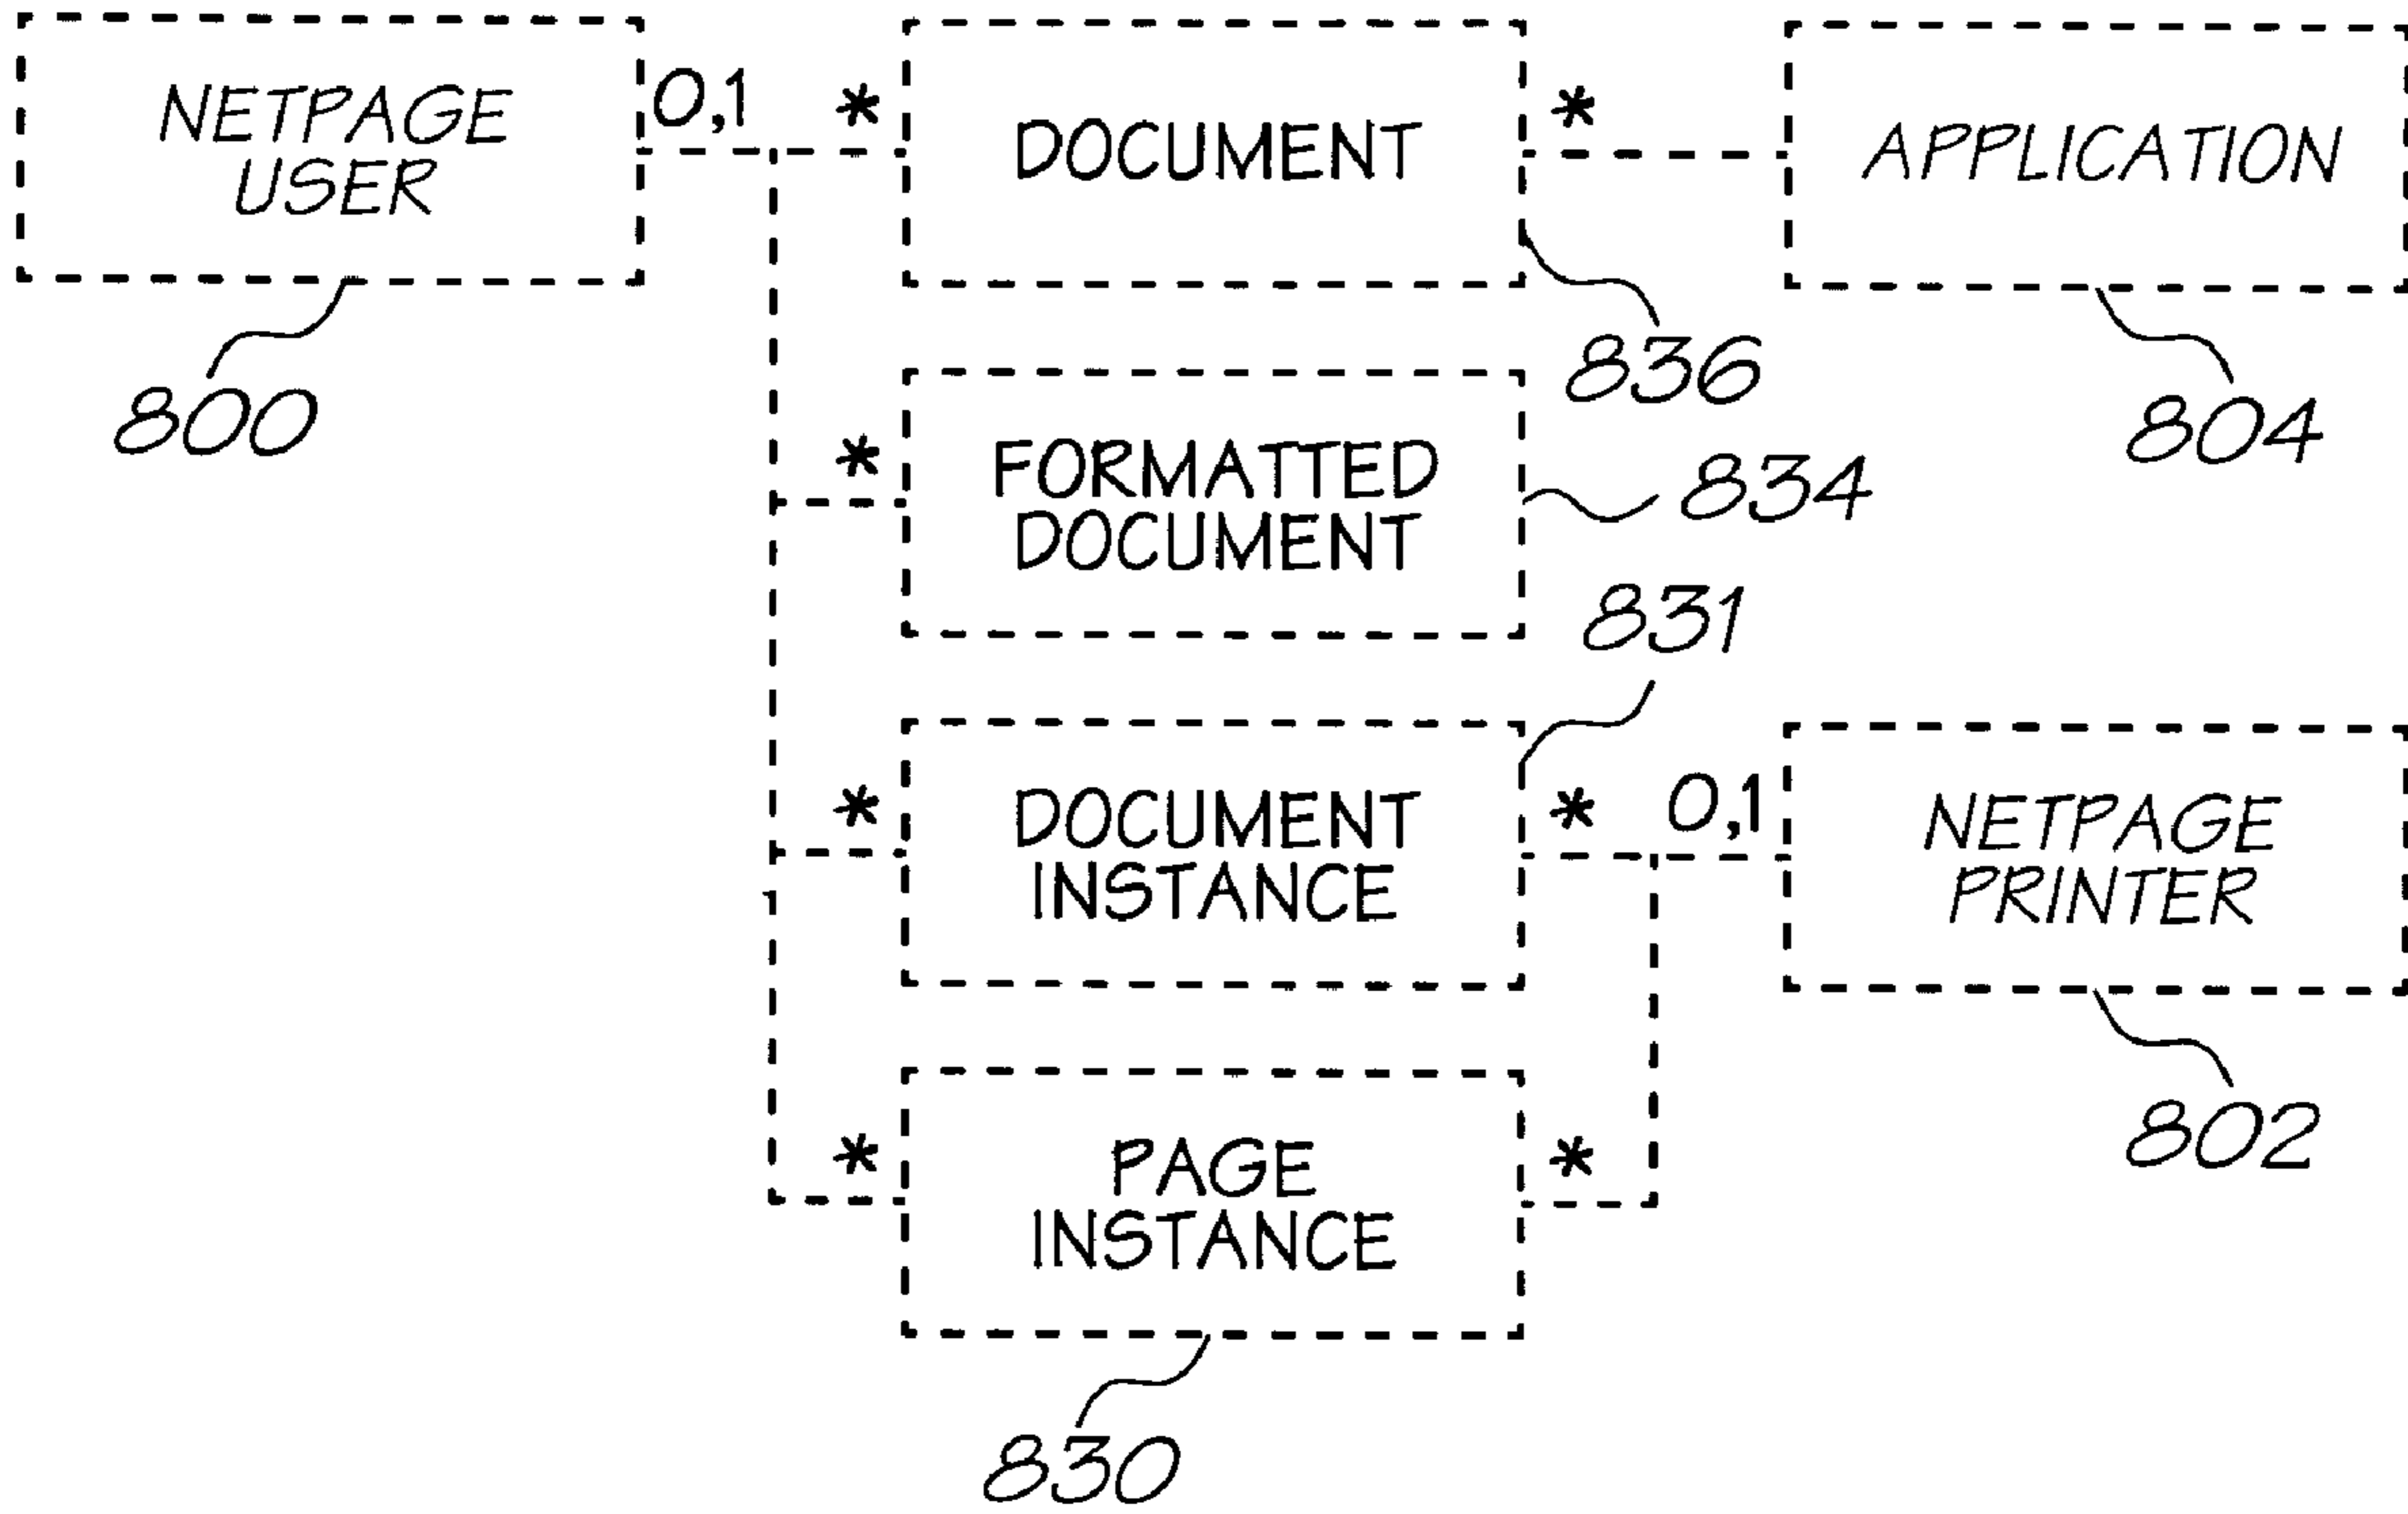 NETPAGE
USER
0,1
*
DOCUMENT
*
APPLICATION
800
836
804
*
FORMATTED
DOCUMENT
834
831
*
DOCUMENT
INSTANCE
*
0,1
NETPAGE
PRINTER
802
*
PAGE
INSTANCE
*
830